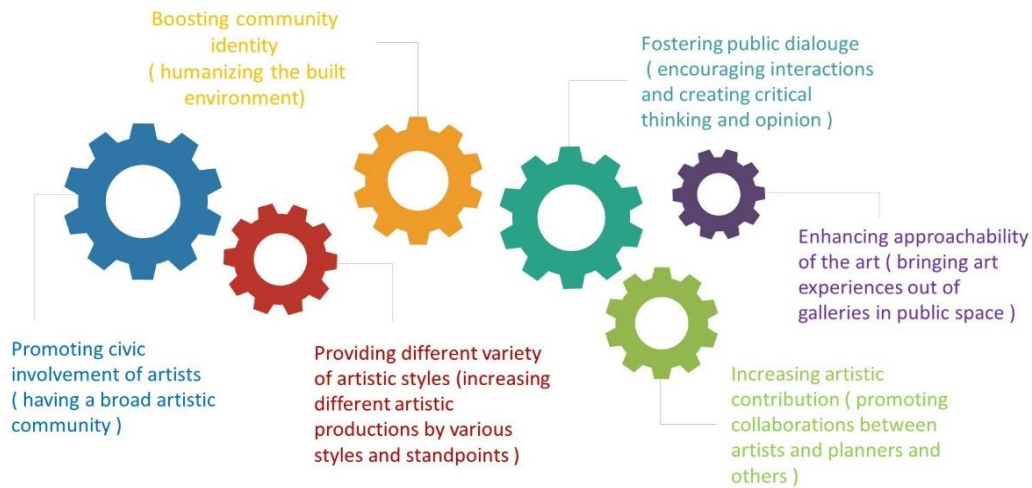 Boosting community
identity
( humanizing the built
environment)
Fostering public dialouge
( encouraging interactions
and creating critical
thinking and opinion )
Enhancing approachability
of the art ( bringing art
experiences out of
galleries in public space )
Promoting civic
involvement of artists
( having a broad artistic
community )
Providing different variety
of artistic styles (increasing
different artistic
productions by various
styles and standpoints )
Increasing artistic
contribution ( promoting
collaborations between
artists and planners and
others )